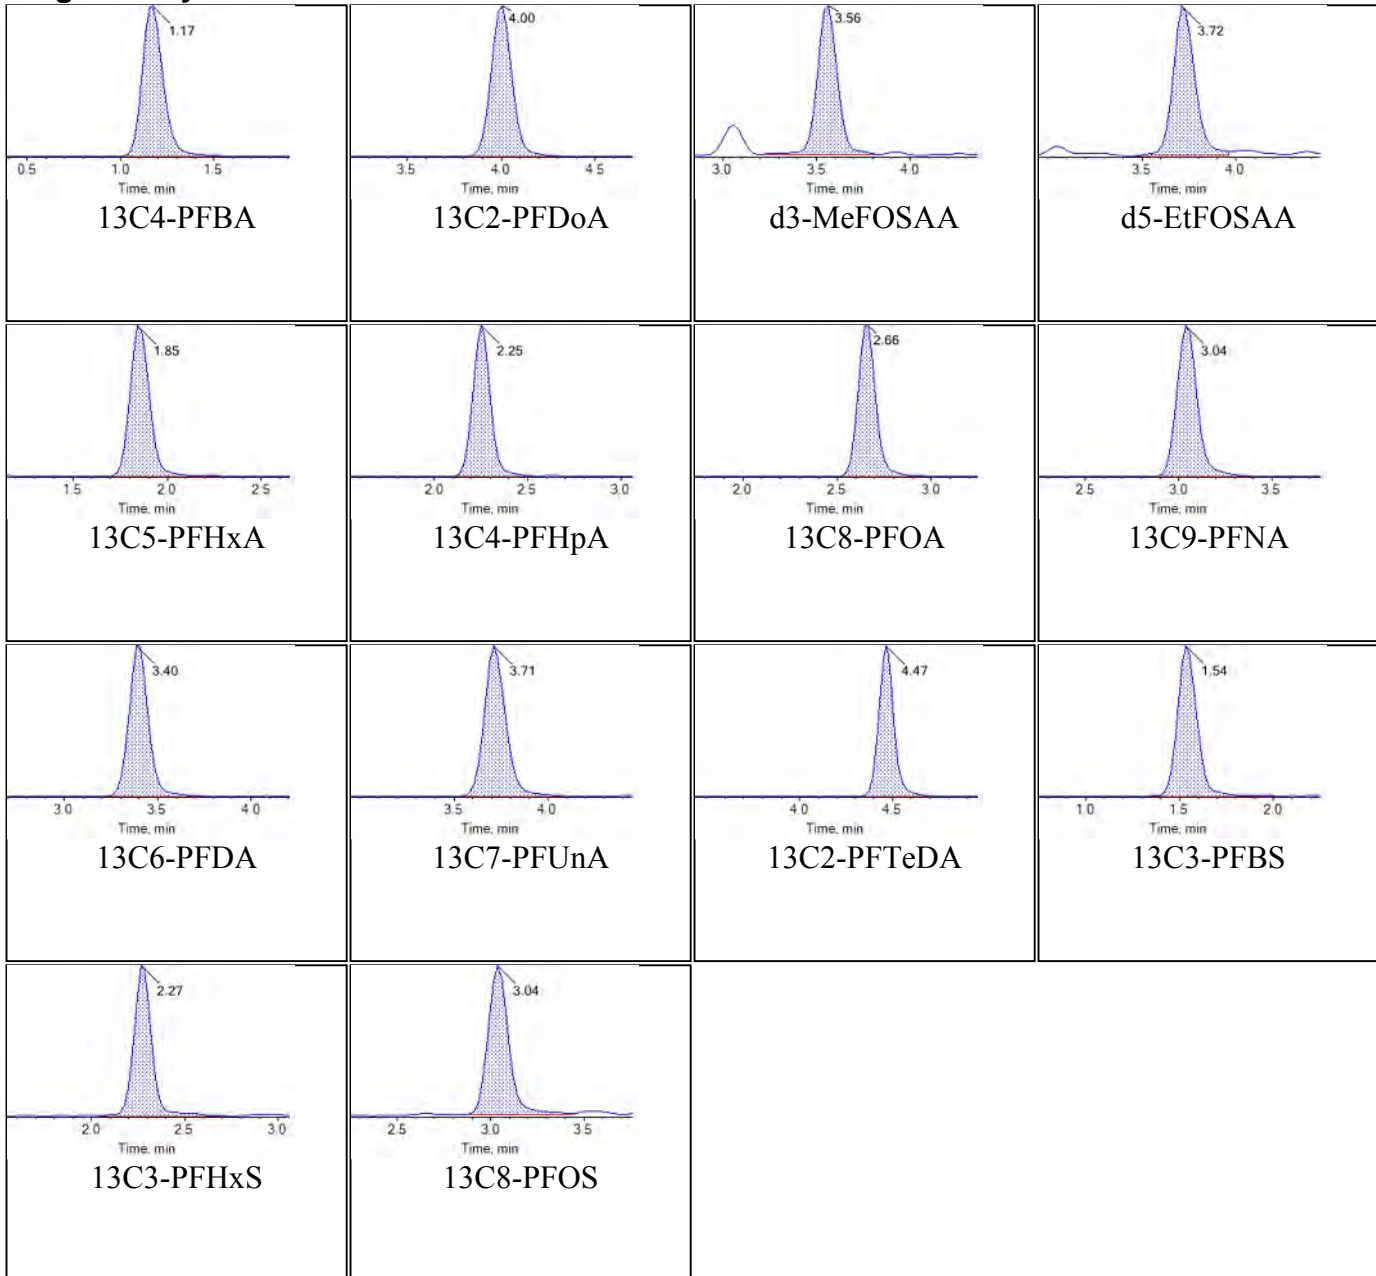 1.17
0.5 1.0 1.5
Time, min
13C4-PFBA
4.00
3.5 4.0 4.5
Time, min
13C2-PFDoA
3.56
3.0 3.5 4.0
Time, min
d3-MeFOSAA
3.72
3.5 4.0
Time, min
d5-EtFOSAA
1.85
1.5 2.0 2.5
Time, min
13C5-PFHxA
2.25
2.0 2.5 3.0
Time, min
13C4-PFHpA
2.66
2.0 2.5 3.0
Time, min
13C8-PFOA
3.04
2.5 3.0 3.5
Time, min
13C9-PFNA
3.40
3.0 3.5 4.0
Time, min
13C6-PFDA
3.71
3.5 4.0
Time, min
13C7-PFUnA
4.47
4.0 4.5
Time, min
13C2-PFTeDA
1.54
1.0 1.5 2.0
Time, min
13C3-PFBS
2.27
2.0 2.5 3.0
Time, min
13C3-PFHxS
3.04
2.5 3.0 3.5
Time, min
13C8-PFOS